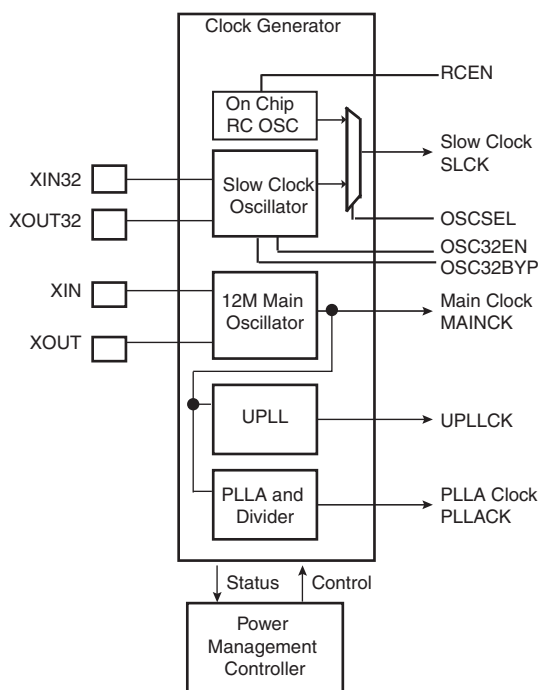 Clock Generator
RCEN
On Chip
RC OSC
Slow Clock
SLCK
XIN32
Slow Clock
Oscillator
XOUT32
OSCSEL
OSC32EN
OSC32BYP
XIN
12M Main
Oscillator
Main Clock
MAINCK
XOUT
UPLL
UPLLCK
PLLA and
Divider
PLLA Clock
PLLACK
Status
Control
Power
Management
Controller